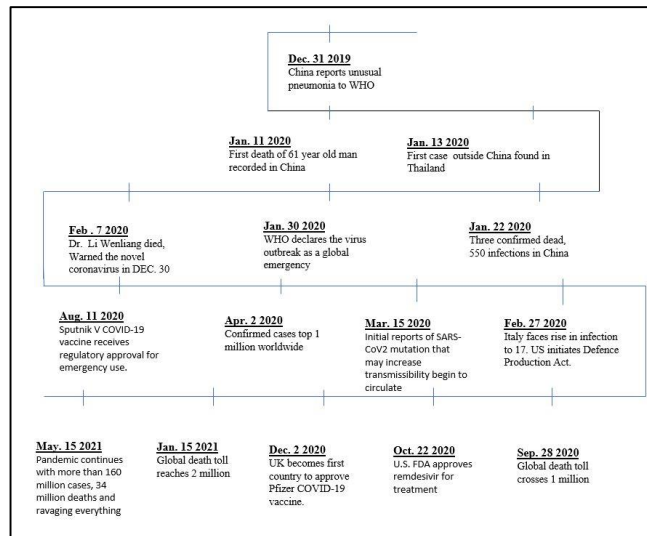 Dec. 31 2019
China reports unusual
pneumonia to WHO
Jan. 11 2020
First death of 61 year old man
recorded in China
Jan. 13 2020
First case outside China found in
Thailand
Feb . 7 2020
Dr. Li Wenliang died,
Warned the novel
coronavirus in DEC. 30
Jan. 30 2020
WHO declares the virus
outbreak as a global
emergency
Jan. 22 2020
Three confirmed dead,
550 infections in China
Aug. 11 2020
Sputnik V COVID-19
vaccine receives
regulatory approval for
emergency use.
Apr. 2 2020
Confirmed cases top 1
million worldwide
Mar. 15 2020
Initial reports of SARS-
CoV2 mutation that
may increase
transmissibility begin to
circulate
Feb. 27 2020
Italy faces rise in infection
to 17. US initiates Defence
Production Act.
May. 15 2021
Pandemic continues
with more than 160
million cases, 34
million deaths and
ravaging everything
Jan. 15 2021
Global death toll
reaches 2 million
Dec. 2 2020
UK becomes first
country to approve
Pfizer COVID-19
vaccine.
Oct. 22 2020
U.S. FDA approves
remdesivir for
treatment
Sep. 28 2020
Global death toll
crosses 1 million